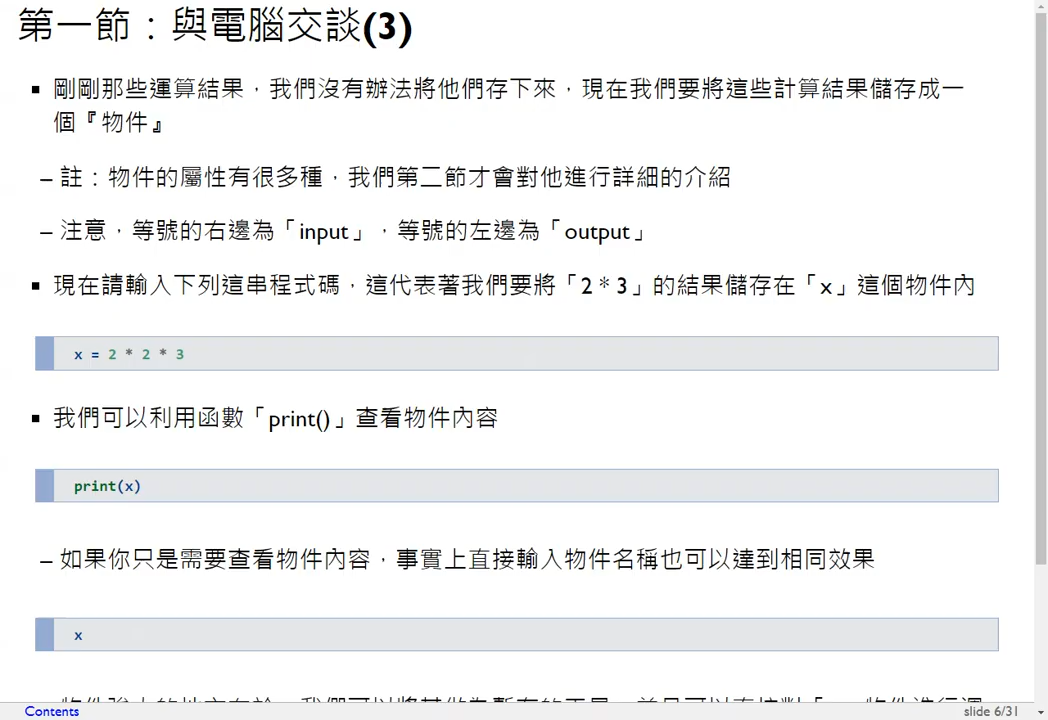 第一節：與電腦交談(3)
剛剛那些運算結果，我們沒有辦法將他們存下來，現在我們要將這些計算結果儲存成一
個『物件』
– 註：物件的屬性有很多種，我們第二節才會對他進行詳細的介紹
– 注意，等號的右邊為「input」，等號的左邊為「output」
現在請輸入下列這串程式碼，這代表著我們要將「2 * 3」的結果儲存在「x」這個物件內
x = 2 * 2 * 3
我們可以利用函數「print()」查看物件內容
print(x)
– 如果你只是需要查看物件內容，事實上直接輸入物件名稱也可以達到相同效果
x
Contents
slide 6/31